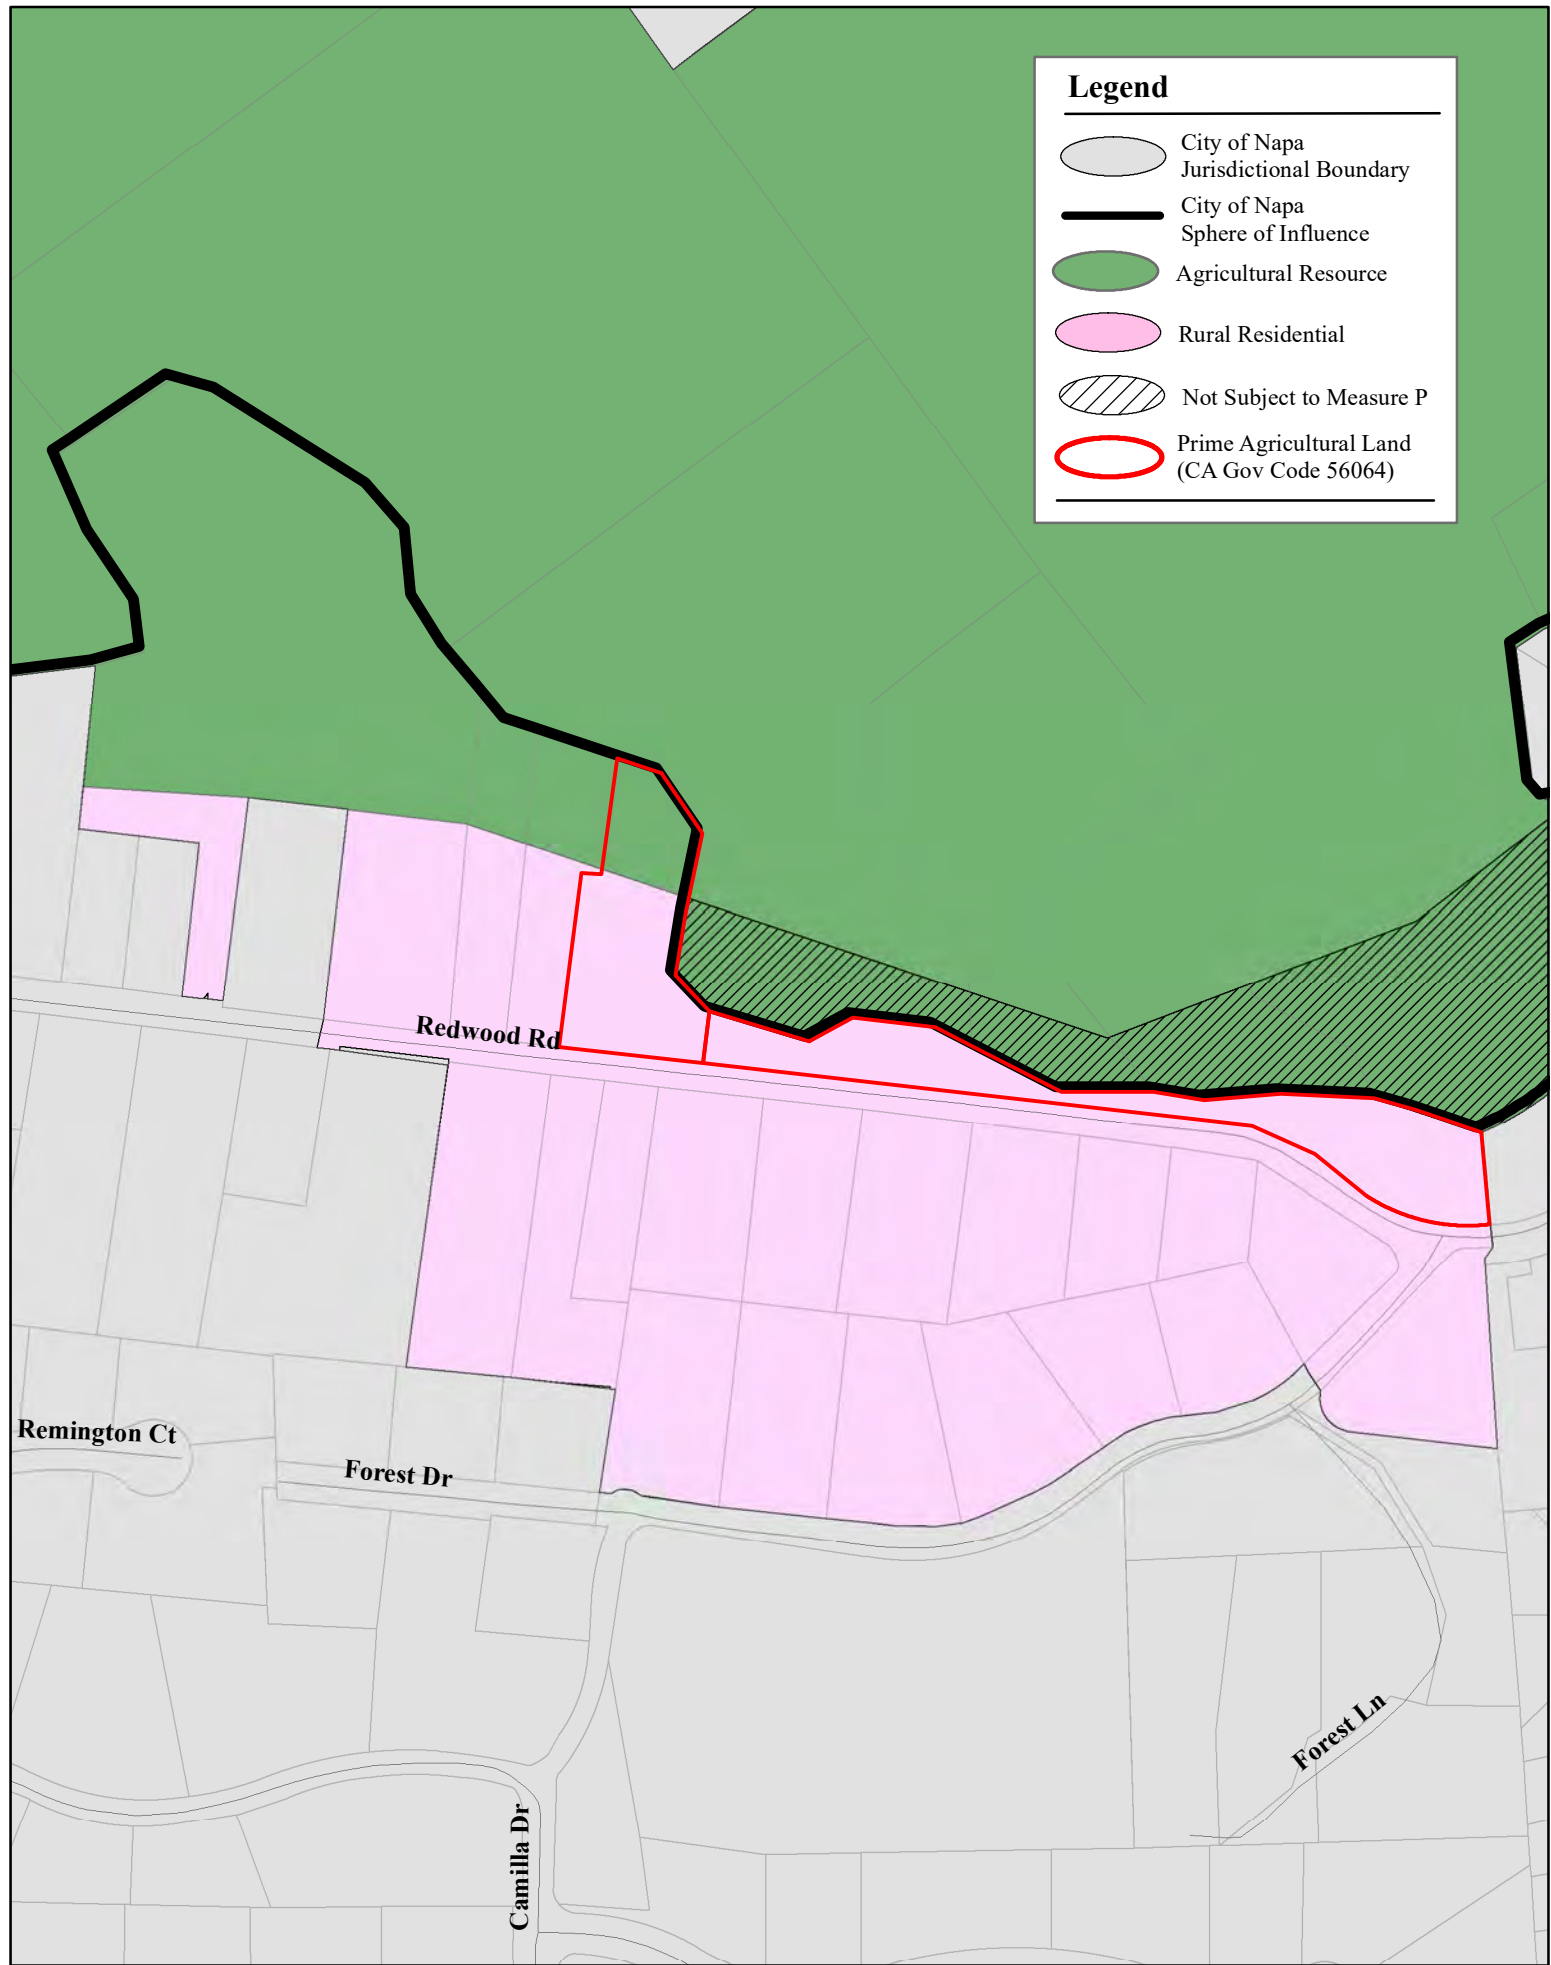 Legend
City of Napa
Jurisdictional Boundary
City of Napa
Sphere of Influence
Agricultural Resource
Rural Residential
Not Subject to Measure P
Prime Agricultural Land
(CA Gov Code 56064)
Redwood Rd
Remington Ct
Forest Dr
Forest Ln
Camilla Dr